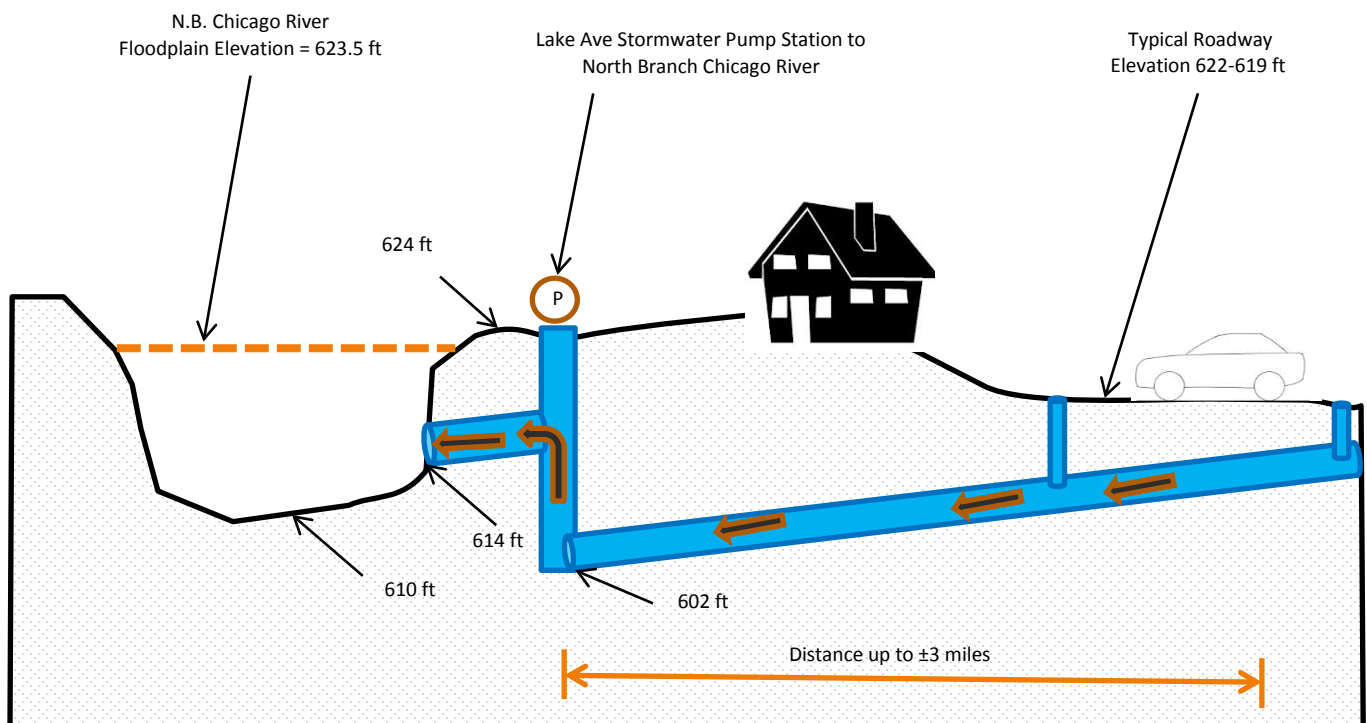 N.B. Chicago River
Floodplain Elevation = 623.5 ft
Lake Ave Stormwater Pump Station to
North Branch Chicago River
Typical Roadway
Elevation 622-619 ft
624 ft
P
614 ft
610 ft
602 ft
Distance up to ±3 miles